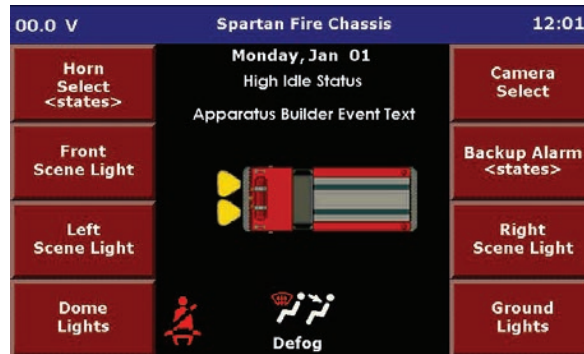 00.0 V
Spartan Fire Chassis
12:01
Horn
Select
<states>
Front
Scene Light
Left
Scene Light
Dome
Lights
Monday, Jan 01
High Idle Status
Apparatus Builder Event Text
Defog
Camera
Select
Backup Alarm
<states>
Right
Scene Light
Ground
Lights